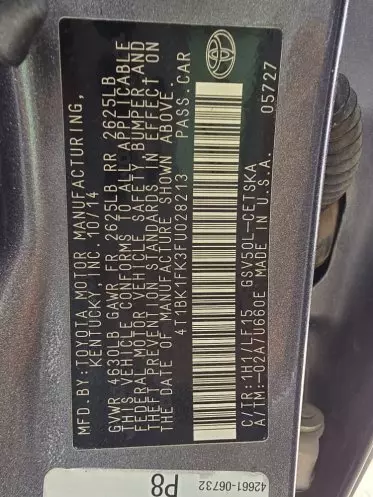 MFD.BY:TOYOTA MOTOR MANUFACTURING,
KENTUCKY, INC. 10/14
GVWR 4630LB GAWR FR 2625LB RR 2625LB
THIS VEHICLE CONFORMS TO ALL APPLICABLE
FEDERAL MOTOR VEHICLE SAFETY, BUMPER, AND
THEFT PREVENTION STANDARDS IN EFFECT ON
THE DATE OF MANUFACTURE SHOWN ABOVE.
4T1BK1FK3FU028213 PASS.CAR
C/TR:1H1/LF15 GSV50L-CETSKA
A/TM:-02A/U660E MADE IN U.S.A. 05727
42661-06732
P8